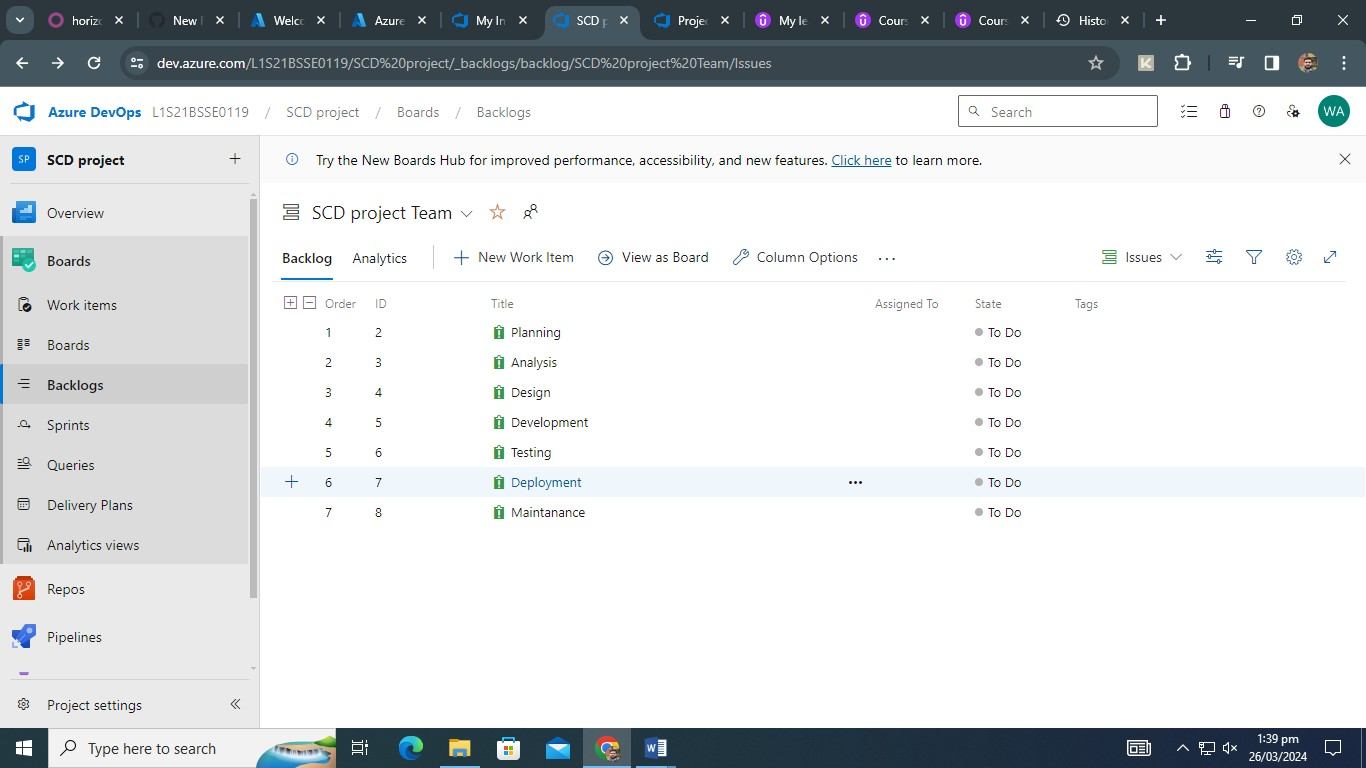 horiz
New
Welco
Azure
My In
SCD p
Projec
My le
Cours
Cours
Histo
dev.azure.com/L1S21BSSE0119/SCD%20project/_backlogs/backlog/SCD%20project%20Team/Issues
Azure DevOps L1S21BSSE0119 / SCD project / Boards / Backlogs
Search
WA
SP SCD project
Try the New Boards Hub for improved performance, accessibility, and new features. Click here to learn more.
Overview
SCD project Team
Boards
Backlog Analytics New Work Item View as Board Column Options Issues
Work items
Boards
Backlogs
Sprints
Queries
Delivery Plans
Analytics views
Repos
Pipelines
Project settings
Order ID Title Assigned To State Tags
1 2 Planning To Do
2 3 Analysis To Do
3 4 Design To Do
4 5 Development To Do
5 6 Testing To Do
6 7 Deployment To Do
7 8 Maintanance To Do
Type here to search
1:39 pm
26/03/2024